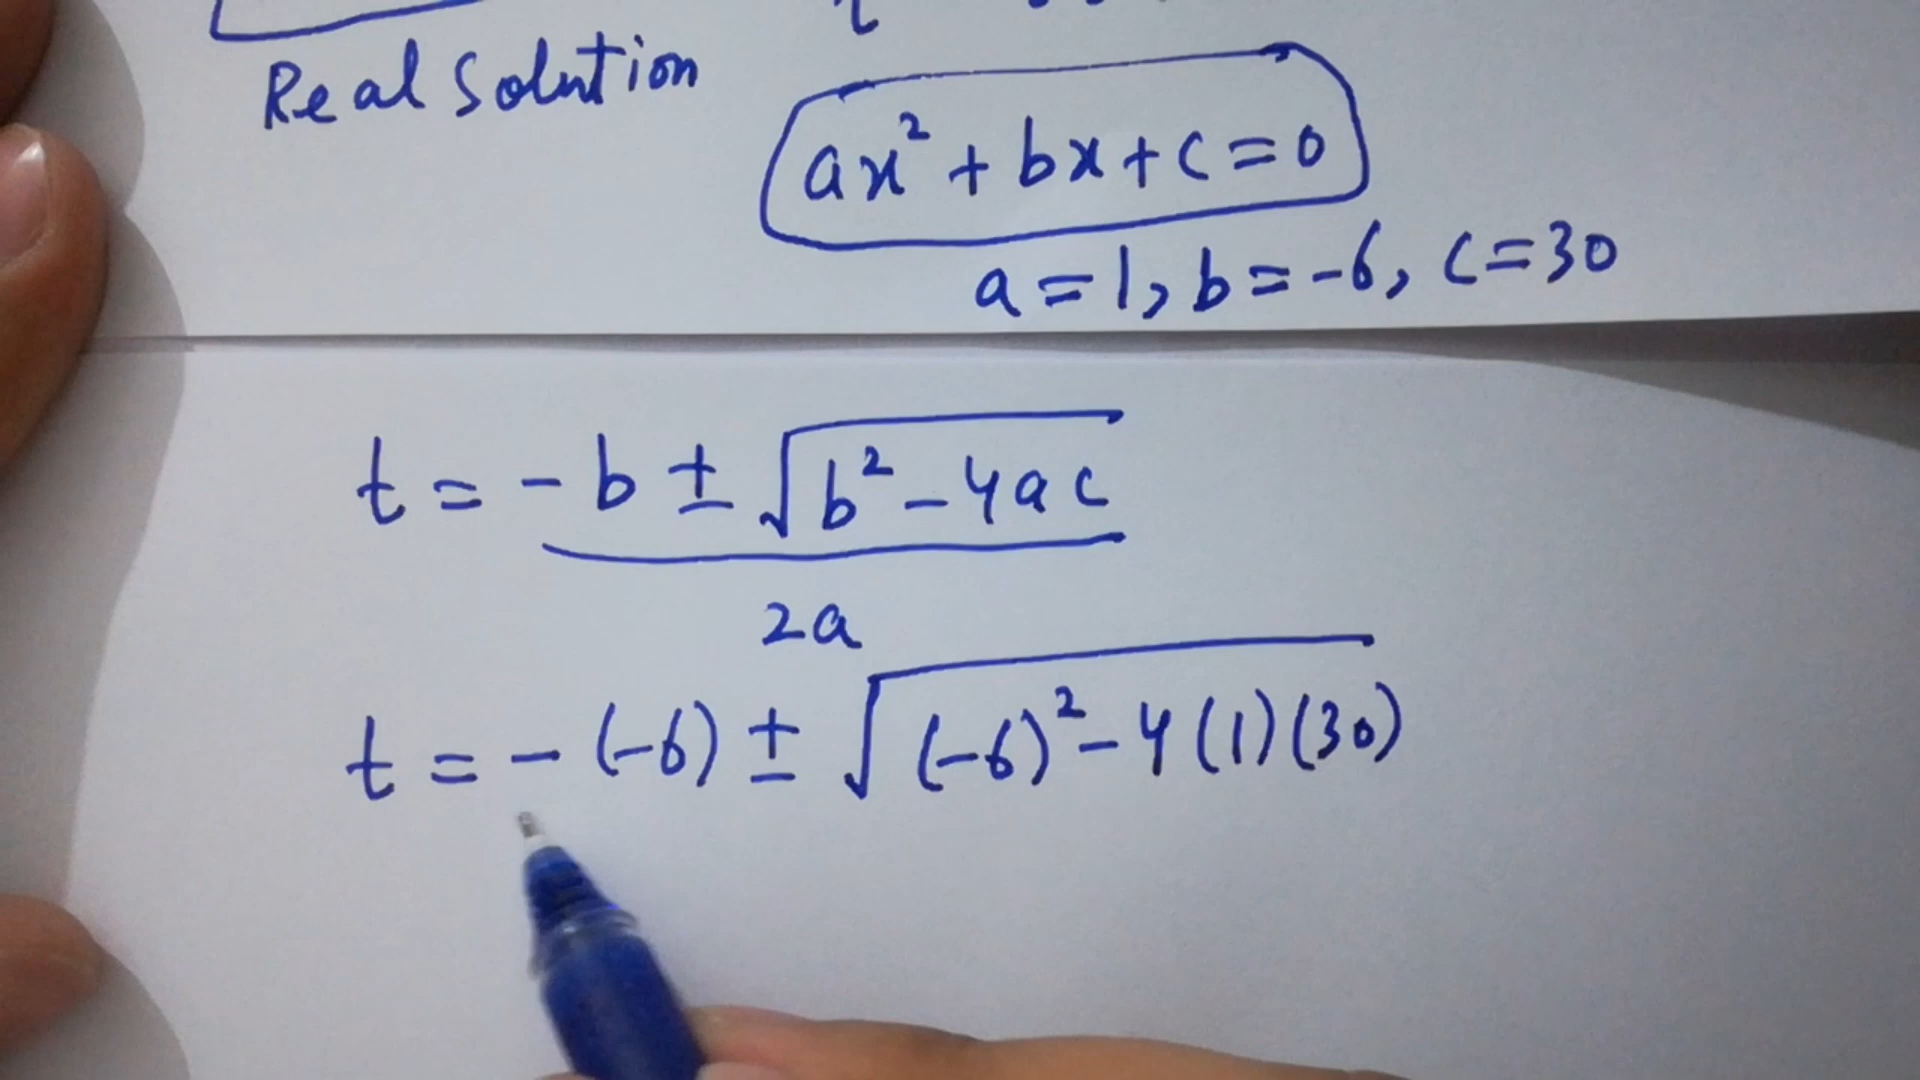 Real Solution
ax² + bx + c = 0
a = 1, b = -6, c = 30
t = - b ± √b² - 4ac
2a
t = - (-6) ± √(-6)² - 4(1)(30)